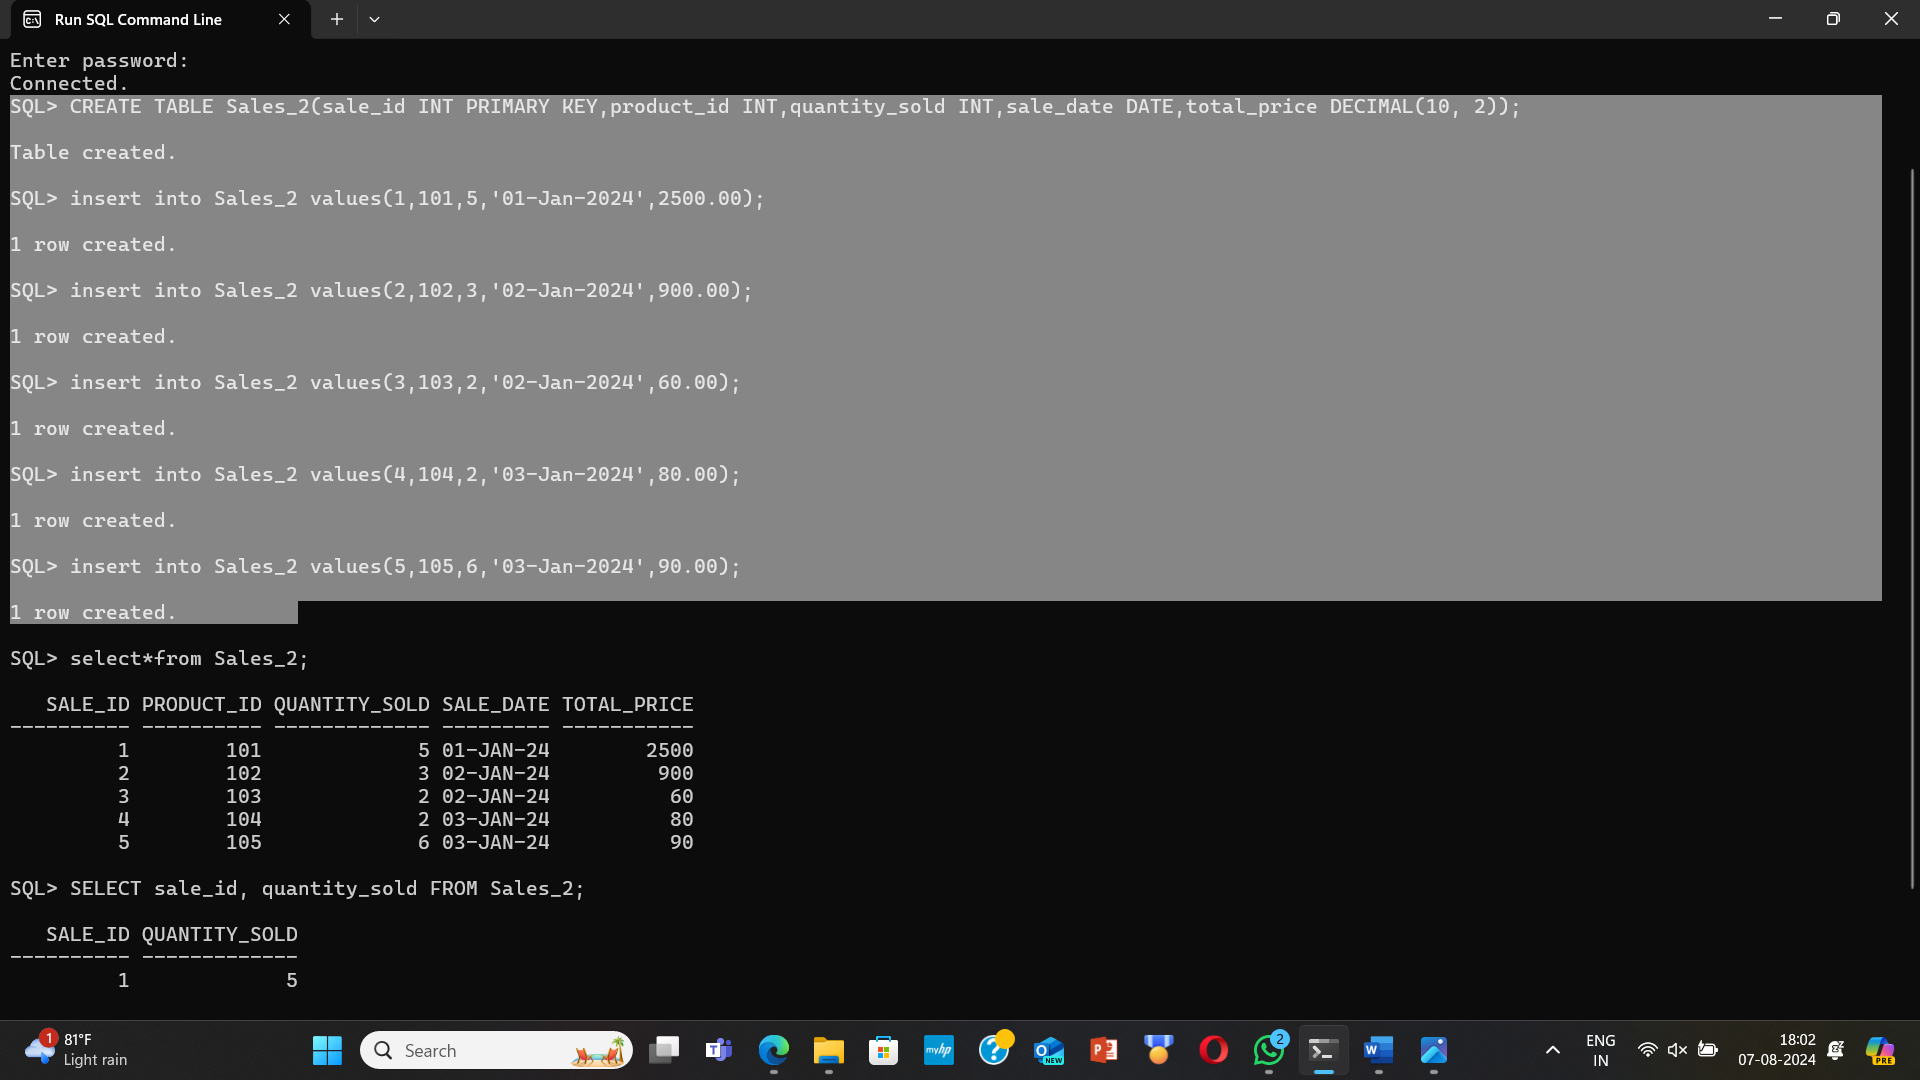 Run SQL Command Line
Enter password:
Connected.
SQL> CREATE TABLE Sales_2(sale_id INT PRIMARY KEY,product_id INT,quantity_sold INT,sale_date DATE,total_price DECIMAL(10, 2));
Table created.
SQL> insert into Sales_2 values(1,101,5,'01-Jan-2024',2500.00);
1 row created.
SQL> insert into Sales_2 values(2,102,3,'02-Jan-2024',900.00);
1 row created.
SQL> insert into Sales_2 values(3,103,2,'02-Jan-2024',60.00);
1 row created.
SQL> insert into Sales_2 values(4,104,2,'03-Jan-2024',80.00);
1 row created.
SQL> insert into Sales_2 values(5,105,6,'03-Jan-2024',90.00);
1 row created.
SQL> select*from Sales_2;
SALE_ID PRODUCT_ID QUANTITY_SOLD SALE_DATE TOTAL_PRICE
---------- ---------- ------------- --------- -----------
1 101 5 01-JAN-24 2500
2 102 3 02-JAN-24 900
3 103 2 02-JAN-24 60
4 104 2 03-JAN-24 80
5 105 6 03-JAN-24 90
SQL> SELECT sale_id, quantity_sold FROM Sales_2;
SALE_ID QUANTITY_SOLD
---------- -------------
1 5
1
81°F
Light rain
Search
myhp
NEW
2
ENG
IN
18:02
07-08-2024
PRE